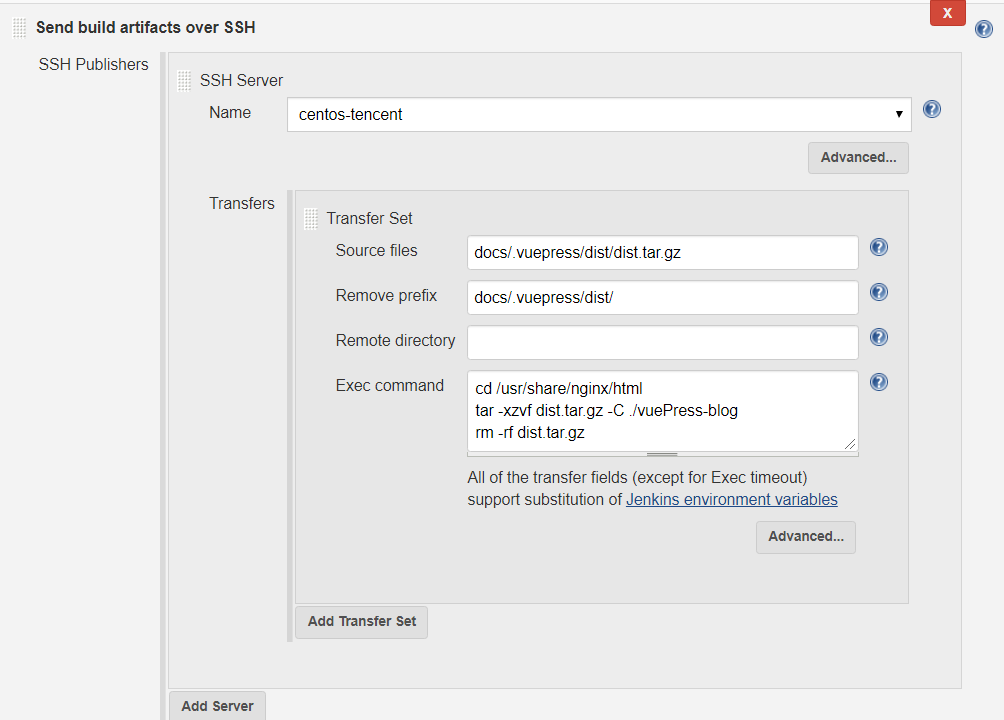 X
Send build artifacts over SSH
?
SSH Publishers
SSH Server
Name
centos-tencent
?
Advanced...
Transfers
Transfer Set
Source files
docs/.vuepress/dist/dist.tar.gz
?
Remove prefix
docs/.vuepress/dist/
?
Remote directory
?
Exec command
cd /usr/share/nginx/html
tar -xzvf dist.tar.gz -C ./vuePress-blog
rm -rf dist.tar.gz
?
All of the transfer fields (except for Exec timeout)
support substitution of Jenkins environment variables
Advanced...
Add Transfer Set
Add Server